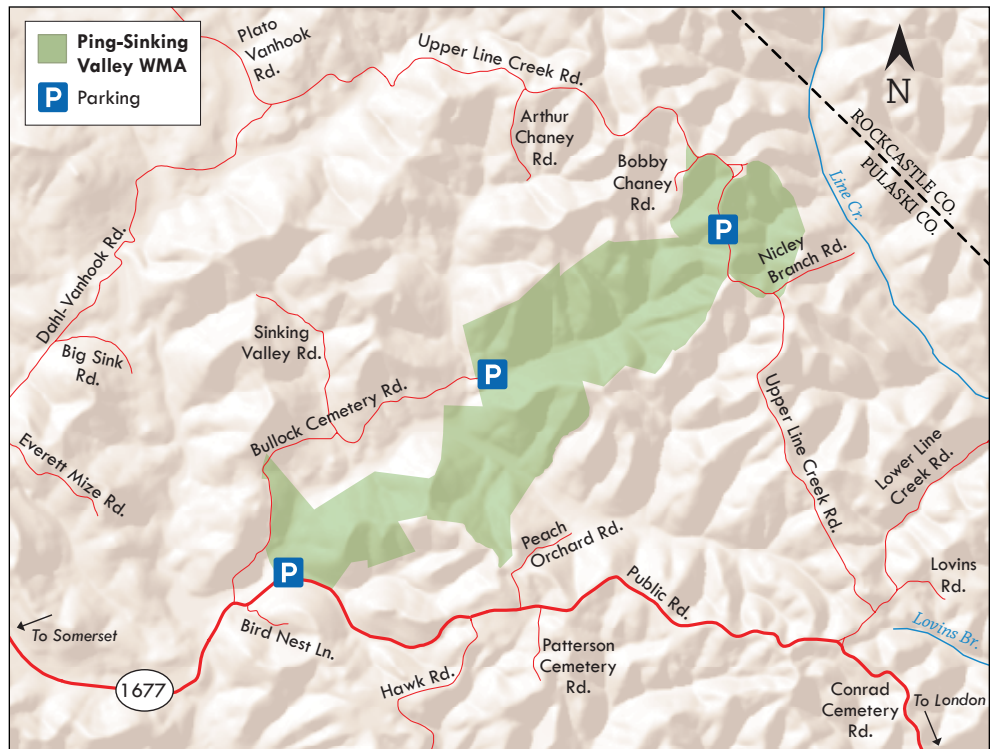 Ping-Sinking
Valley WMA
P
Parking
Plato
Vanhook
Rd.
Upper Line Creek Rd.
N
Arthur
Chaney
Rd.
Bobby
Chaney
Rd.
ROCKCASTLE CO.
PULASKI CO.
Line Cr.
P
Nicley
Branch Rd.
Dahl-Vanhook Rd.
Big Sink
Rd.
Sinking
Valley Rd.
P
Bullock Cemetery Rd.
Upper Line Creek Rd.
Everett Mize Rd.
Lower Line
Creek Rd.
Peach
Orchard Rd.
P
Public Rd.
Lovins
Rd.
Lovins Br.
To Somerset
Bird Nest Ln.
Patterson
Cemetery
Rd.
Hawk Rd.
1677
Conrad
Cemetery
Rd.
To London